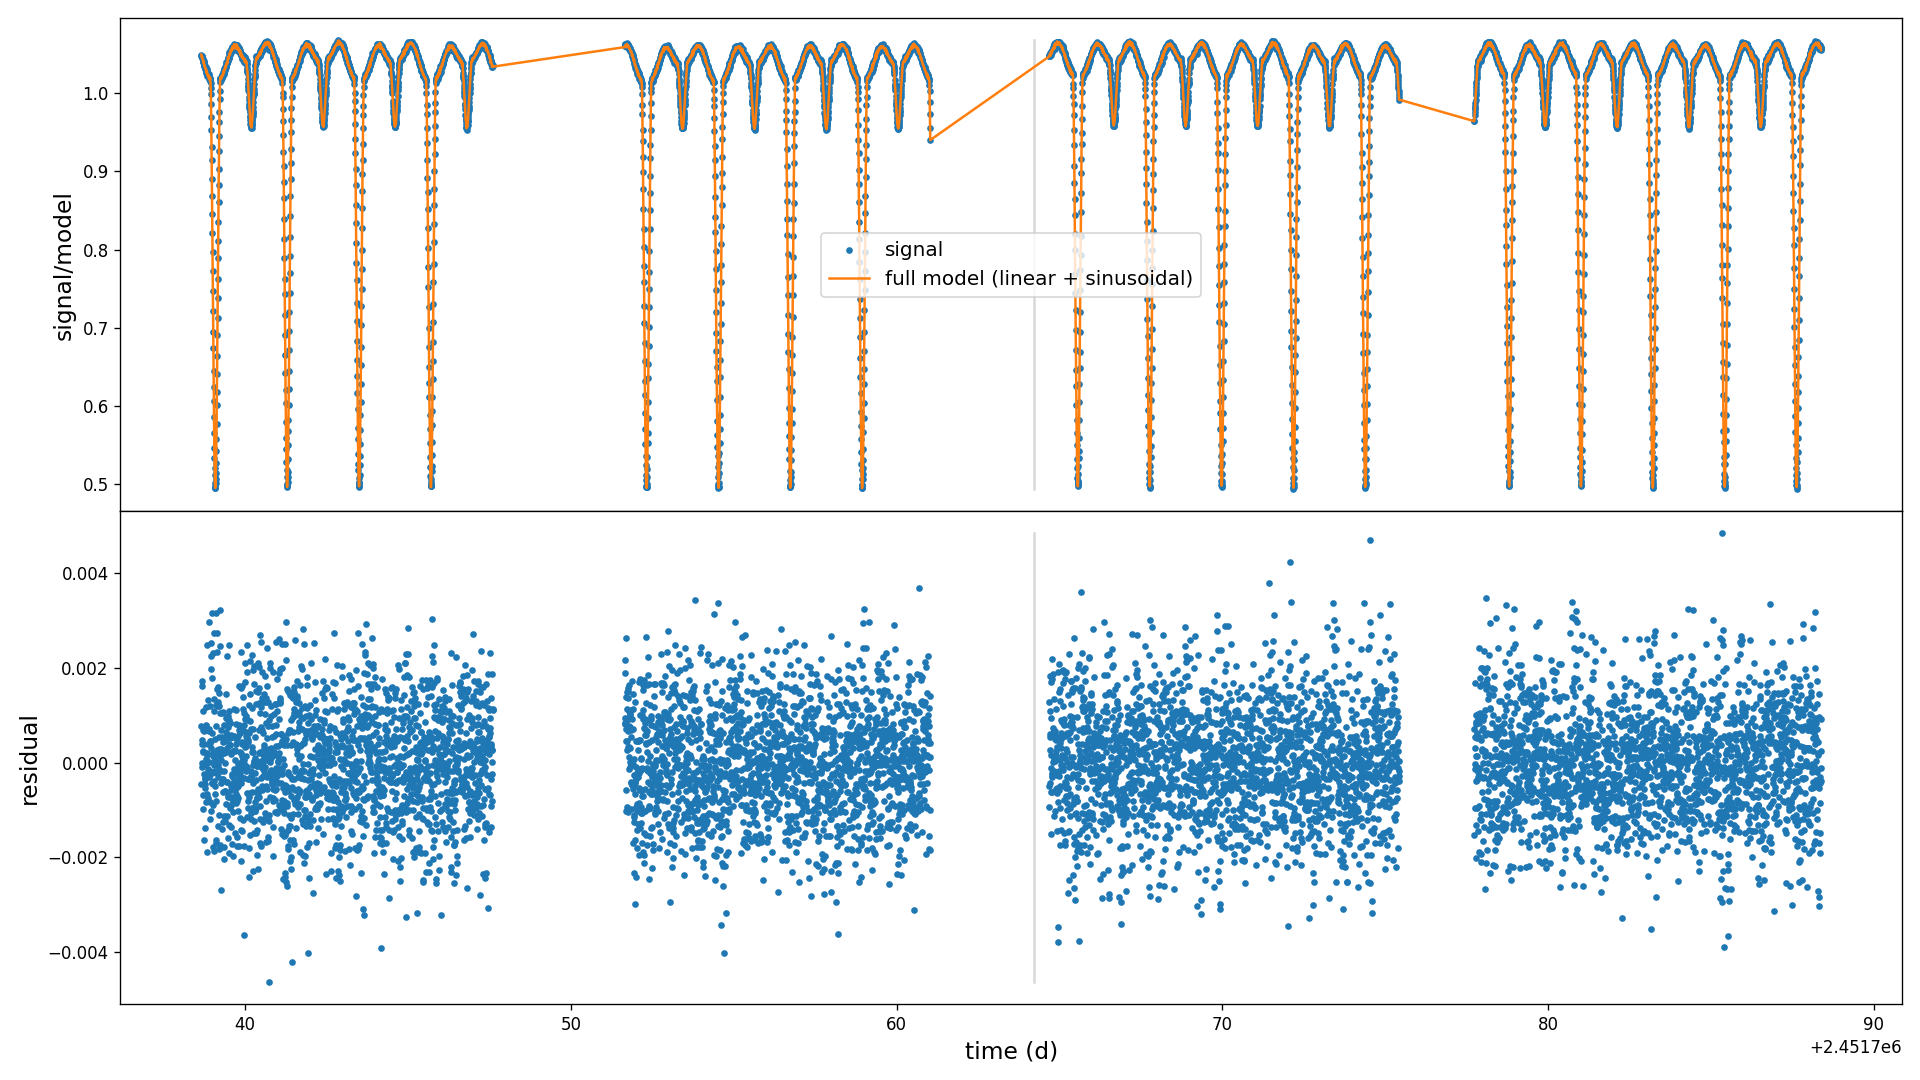 signal/model
1.0
0.9
0.8
0.7
0.6
0.5
signal
full model (linear + sinusoidal)
residual
0.004
0.002
0.000
−0.002
−0.004
40 50 60 70 80 90
time (d)
+2.4517e6